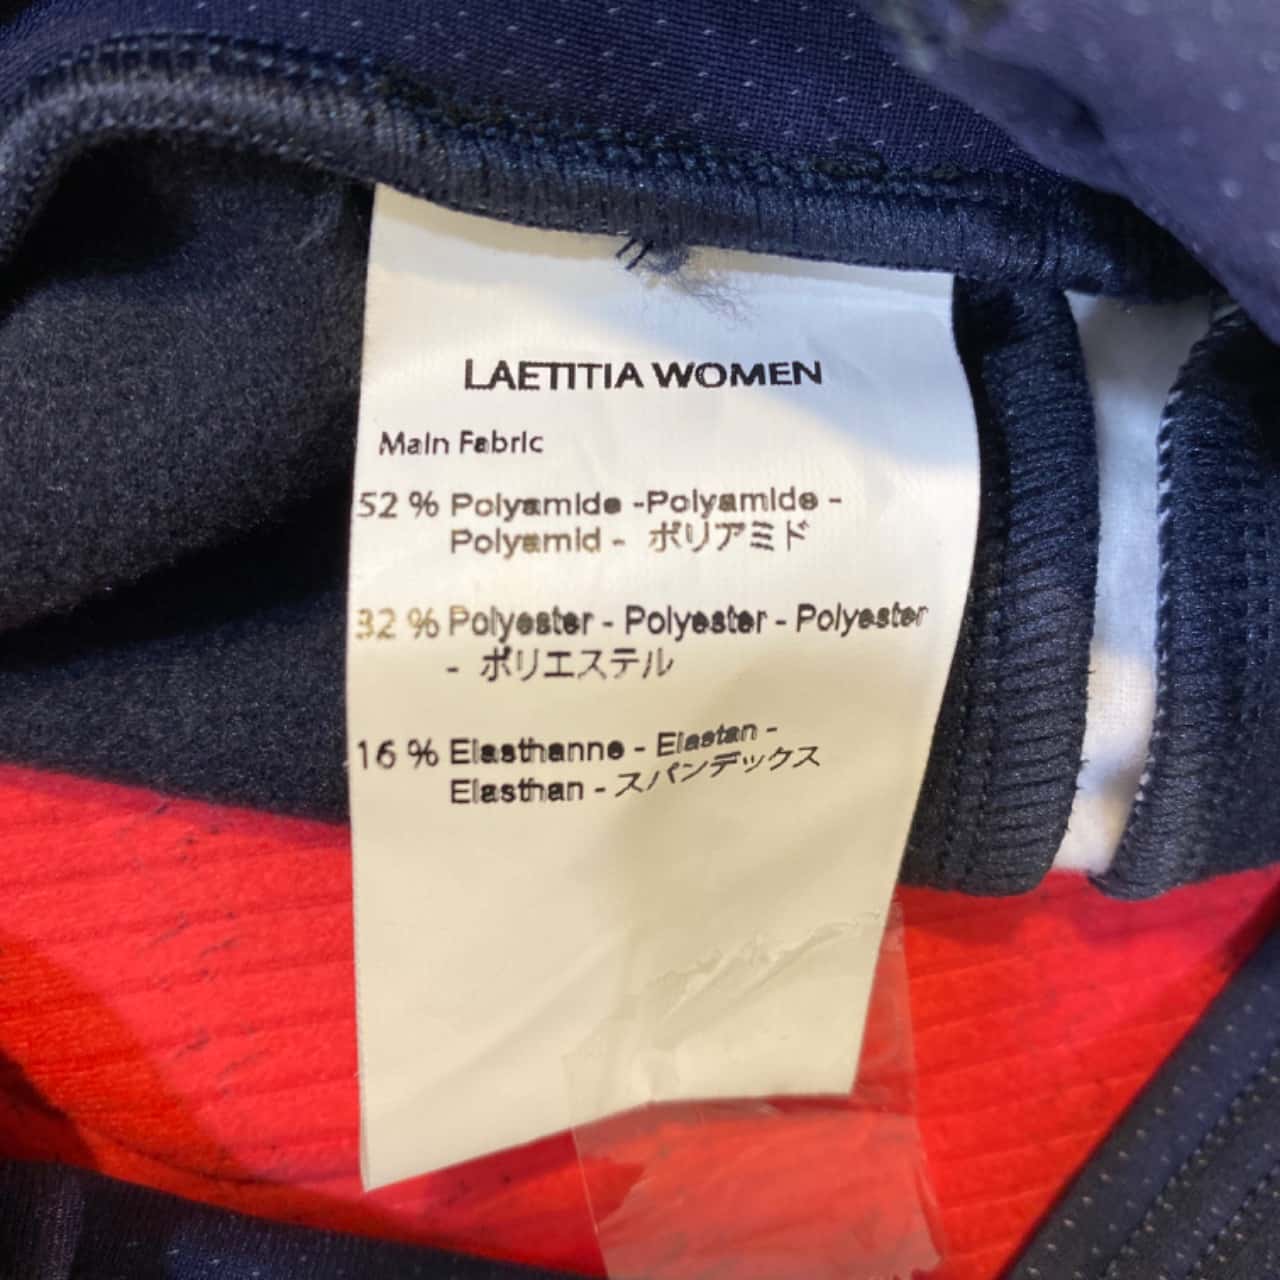 LAETITIA WOMEN
Main Fabric
52 % Polyamide -Polyamide -
Polyamid - ポリアミド
32 % Polyester - Polyester - Polyester
- ポリエステル
16 % Elasthanne - Elastan -
Elasthan - スパンデックス